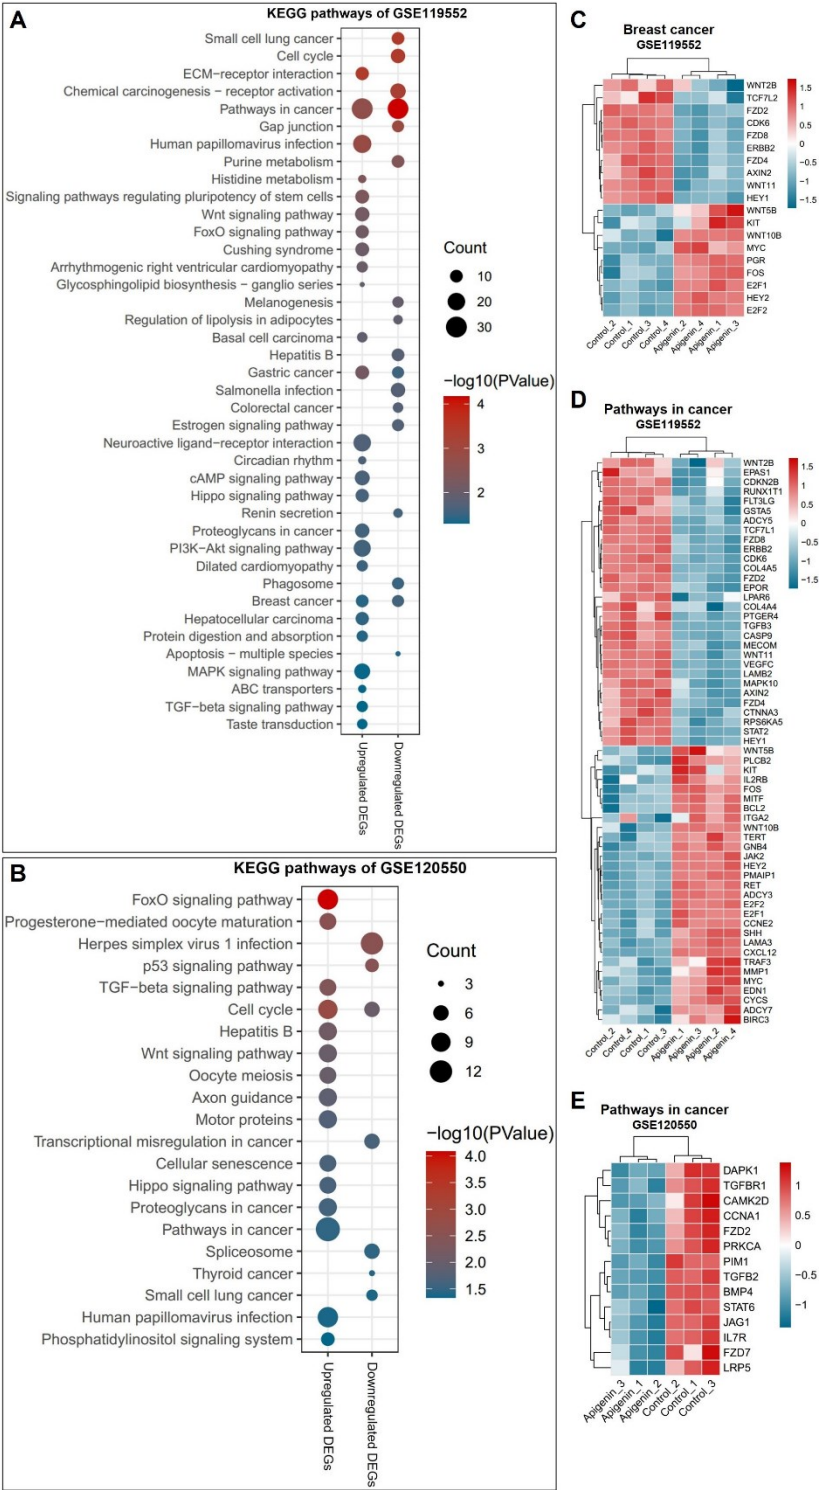 A
KEGG pathways of GSE119552
Small cell lung cancer
Cell cycle
ECM-receptor interaction
Chemical carcinogenesis − receptor activation
Pathways in cancer
Gap junction
Human papillomavirus infection
Purine metabolism
Histidine metabolism
Signaling pathways regulating pluripotency of stem cells
Wnt signaling pathway
FoxO signaling pathway
Cushing syndrome
Arrhythmogenic right ventricular cardiomyopathy
Glycosphingolipid biosynthesis − ganglio series
Melanogenesis
Regulation of lipolysis in adipocytes
Basal cell carcinoma
Hepatitis B
Gastric cancer
Salmonella infection
Colorectal cancer
Estrogen signaling pathway
Neuroactive ligand−receptor interaction
Circadian rhythm
cAMP signaling pathway
Hippo signaling pathway
Renin secretion
Proteoglycans in cancer
PI3K−Akt signaling pathway
Dilated cardiomyopathy
Phagosome
Breast cancer
Hepatocellular carcinoma
Protein digestion and absorption
Apoptosis − multiple species
MAPK signaling pathway
ABC transporters
TGF−beta signaling pathway
Taste transduction
Upregulated DEGs
Downregulated DEGs
Count
10
20
30
−log10(PValue)
4
3
2
B
KEGG pathways of GSE120550
FoxO signaling pathway
Progesterone−mediated oocyte maturation
Herpes simplex virus 1 infection
p53 signaling pathway
TGF−beta signaling pathway
Cell cycle
Hepatitis B
Wnt signaling pathway
Oocyte meiosis
Axon guidance
Motor proteins
Transcriptional misregulation in cancer
Cellular senescence
Hippo signaling pathway
Proteoglycans in cancer
Pathways in cancer
Spliceosome
Thyroid cancer
Small cell lung cancer
Human papillomavirus infection
Phosphatidylinositol signaling system
Upregulated DEGs
Downregulated DEGs
Count
3
6
9
12
−log10(PValue)
4.0
3.5
3.0
2.5
2.0
1.5
C
Breast cancer
GSE119552
WNT2B
TCF7L2
FZD2
CDK6
FZD8
ERBB2
FZD4
AXIN2
WNT11
HEY1
WNT5B
KIT
WNT10B
MYC
PGR
FOS
E2F1
HEY2
E2F2
Control_2
Control_1
Control_3
Control_4
Apigenin_2
Apigenin_4
Apigenin_1
Apigenin_3
1.5
1
0.5
0
−0.5
−1
−1.5
D
Pathways in cancer
GSE119552
WNT2B
EPAS1
CDKN2B
RUNX1T1
FLT3LG
GSTA5
ADCY5
TCF7L1
FZD8
ERBB2
CDK6
COL4A5
FZD2
EPOR
LPAR6
COL4A4
PTGER4
TGFB3
CASP9
MECOM
WNT11
VEGFC
LAMB2
MAPK10
AXIN2
FZD4
CTNNA3
RPS6KA5
STAT2
HEY1
WNT5B
PLCB2
KIT
IL2RB
FOS
MITF
BCL2
ITGA2
WNT10B
TERT
GNB4
JAK2
HEY2
PMAIP1
RET
ADCY3
E2F2
E2F1
CCNE2
SHH
LAMA3
CXCL12
TRAF3
MMP1
MYC
EDN1
CYCS
ADCY7
BIRC3
Control_2
Control_4
Control_1
Control_3
Apigenin_1
Apigenin_3
Apigenin_2
Apigenin_4
1.5
1
0.5
0
−0.5
−1
−1.5
E
Pathways in cancer
GSE120550
DAPK1
TGFBR1
CAMK2D
CCNA1
FZD2
PRKCA
PIM1
TGFB2
BMP4
STAT6
JAG1
IL7R
FZD7
LRP5
Apigenin_3
Apigenin_1
Apigenin_2
Control_2
Control_1
Control_3
1
0.5
0
−0.5
−1